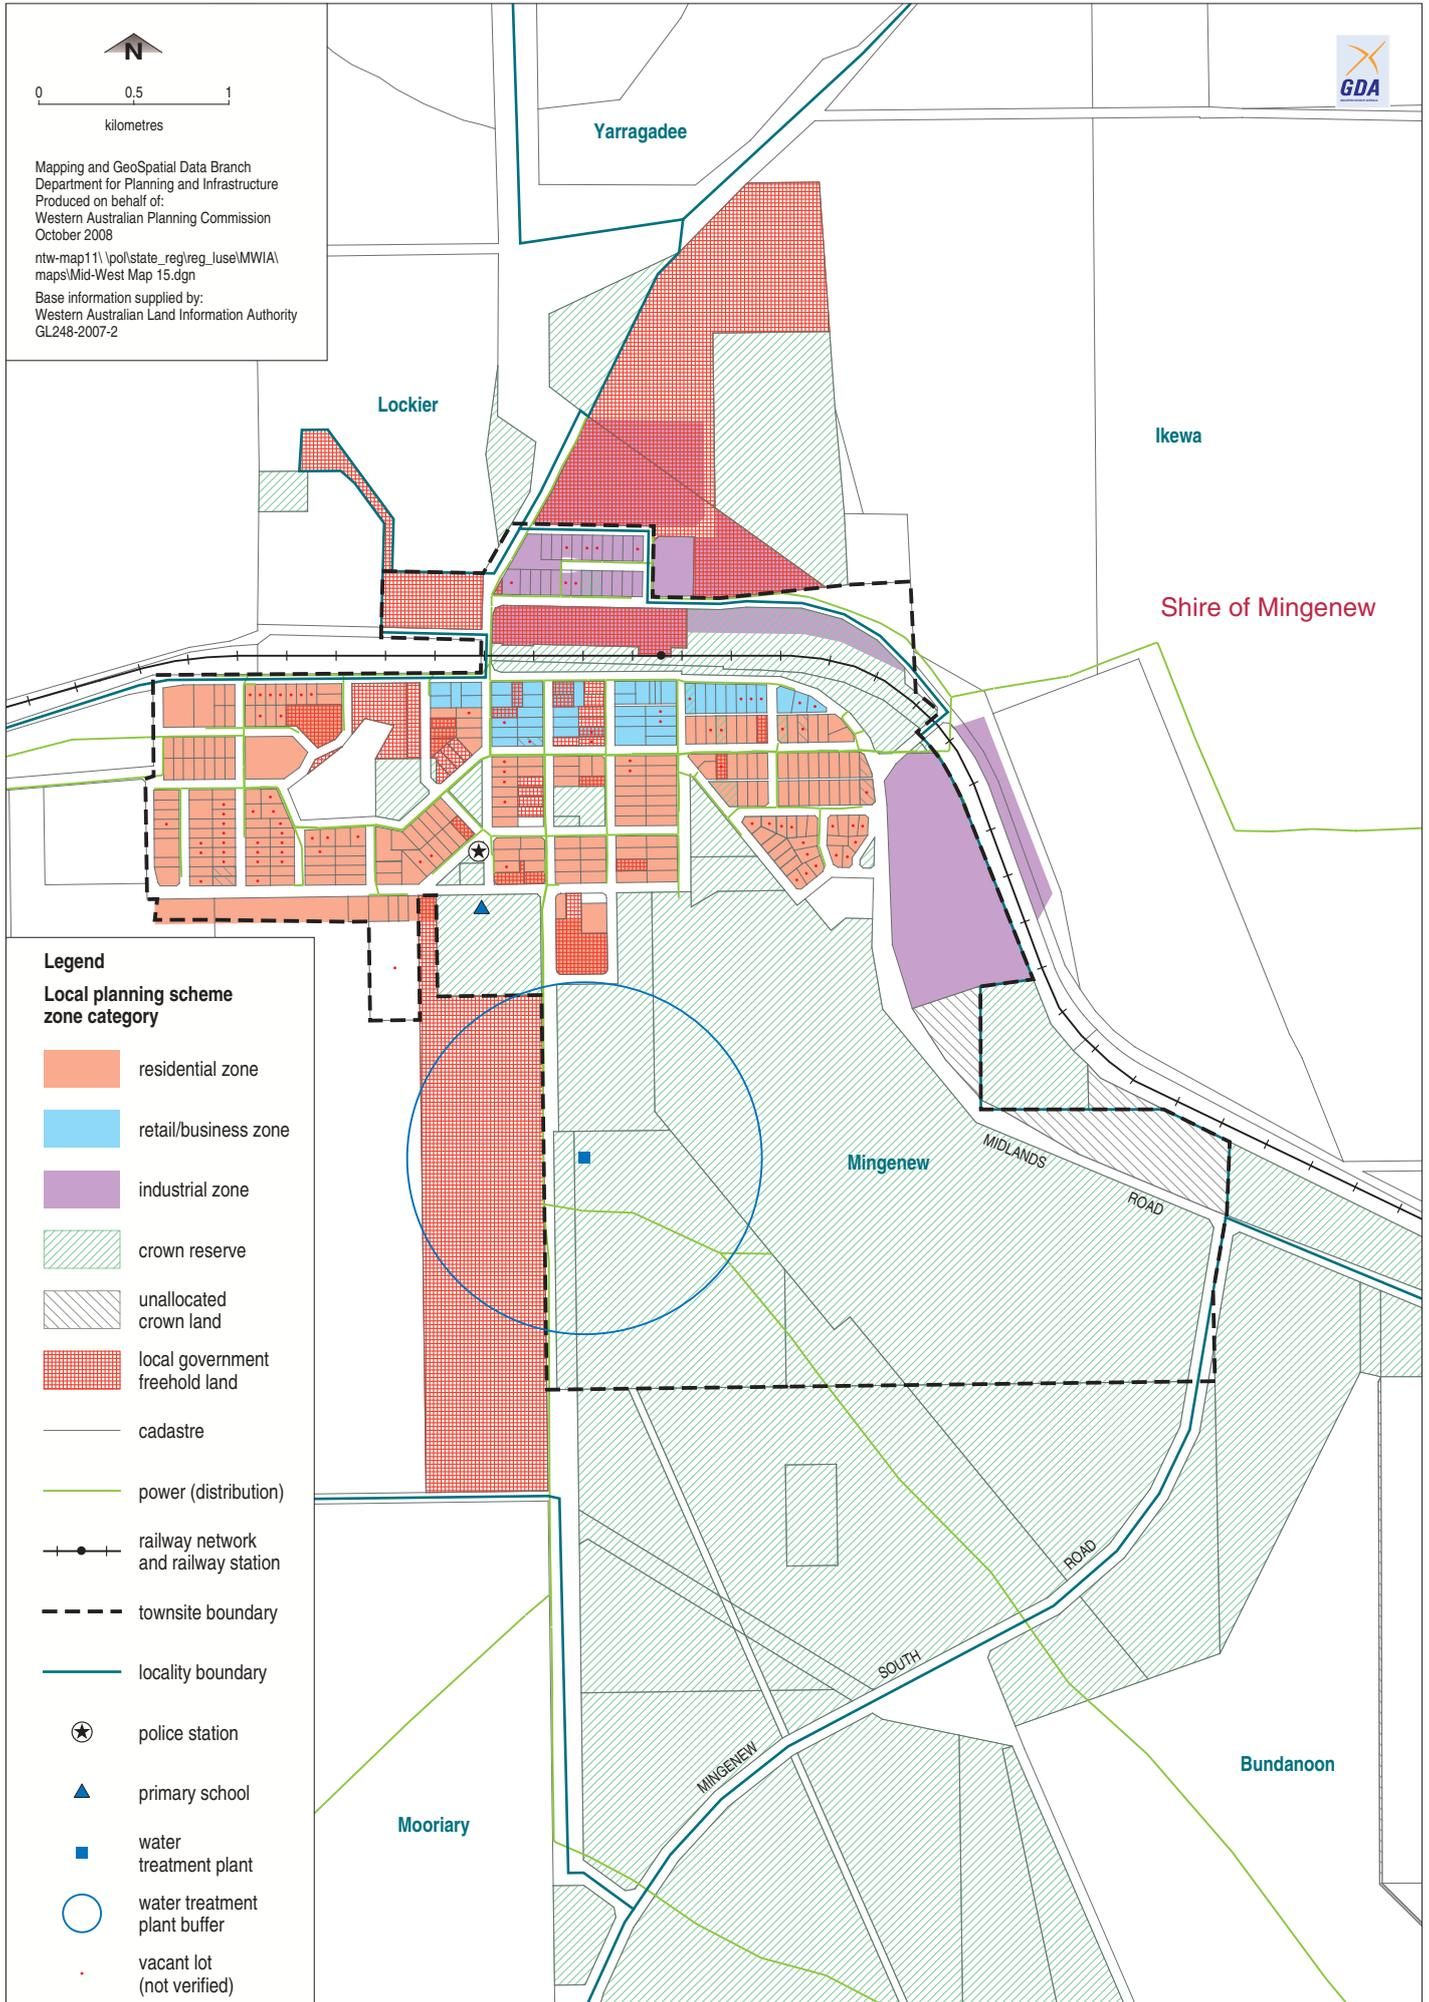 N
0 0.5 1
kilometres
Mapping and GeoSpatial Data Branch
Department for Planning and Infrastructure
Produced on behalf of:
Western Australian Planning Commission
October 2008
ntw-map11\ \pol\state_reg\reg_luse\MWIA\
maps\Mid-West Map 15.dgn
Base information supplied by:
Western Australian Land Information Authority
GL248-2007-2
GDA
Yarragadee
Lockier
Ikewa
Shire of Mingenew
Mingenew
MIDLANDS
ROAD
ROAD
SOUTH
MINGENEW
Bundanoon
Mooriary
Legend
Local planning scheme
zone category
residential zone
retail/business zone
industrial zone
crown reserve
unallocated
crown land
local government
freehold land
cadastre
power (distribution)
railway network
and railway station
townsite boundary
locality boundary
police station
primary school
water
treatment plant
water treatment
plant buffer
vacant lot
(not verified)